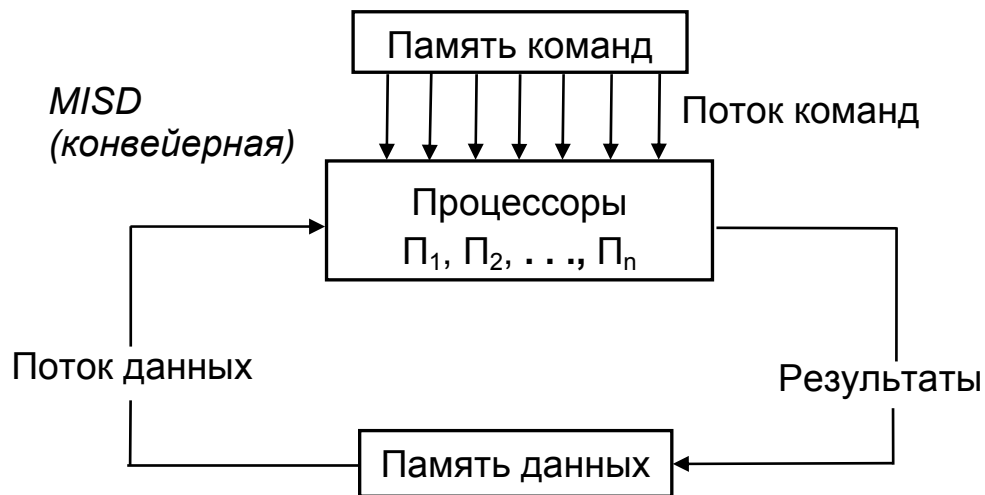 Память команд
MISD
(конвейерная)
Поток команд
Процессоры
П₁, П₂, . . ., Пₙ
Поток данных
Результаты
Память данных